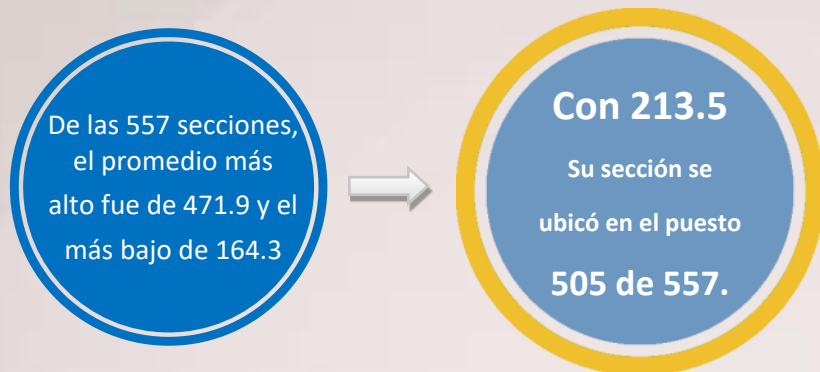 De las 557 secciones,
el promedio más
alto fue de 471.9 y el
más bajo de 164.3
Con 213.5
Su sección se
ubicó en el puesto
505 de 557.